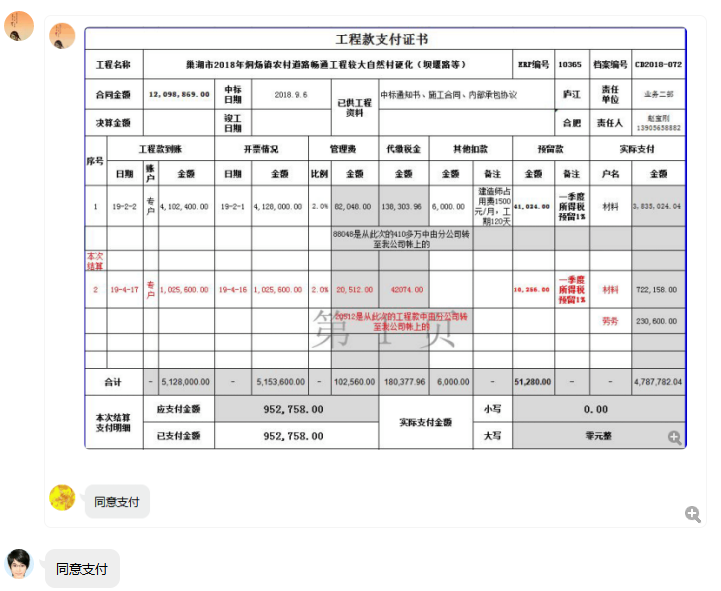 工程款支付证书
工程名称 巢湖市2018年烔炀镇农村道路畅通工程较大自然村硬化（坝堰路等） ERP编号 10365 档案编号 CB2018-072
合同金额 12,098,869.00 中标日期 2018.9.6 已供工程资料 中标通知书、施工合同、内部承包协议 庐江 责任单位 业务二部
决算金额 竣工日期 合肥 责任人 赵宣刚
13905658882
序号 工程款到账 开票情况 管理费 代缴税金 其他扣款 预留款 实际支付
日期 账户 金额 日期 金额 比例 金额 金额 金额 备注 金额 备注 户名 金额
1 19-2-2 专户 4,102,400.00 19-2-1 4,128,000.00 2.0% 82,048.00 138,303.96 6,000.00 建造师占用费1500元/月，工期120天 41,024.00 一季度所得税预留1% 材料 3,835,024.04
88048是从此次的410多万中由分公司转至我公司帐上的
本次结算
2 19-4-17 专户 1,025,600.00 19-4-16 1,025,600.00 2.0% 20,512.00 42074.00 10,256.00 一季度所得税预留1% 材料 722,158.00
20512是从此次的工程款中由分公司转至我公司帐上的 劳务 230,600.00
第 1 页
合计 - 5,128,000.00 - 5,153,600.00 - 102,560.00 180,377.96 6,000.00 - 51,280.00 - - 4,787,782.04
本次结算支付明细 应支付金额 952,758.00 实际支付金额 小写 0.00
已支付金额 952,758.00 大写 零元整
同意支付
同意支付